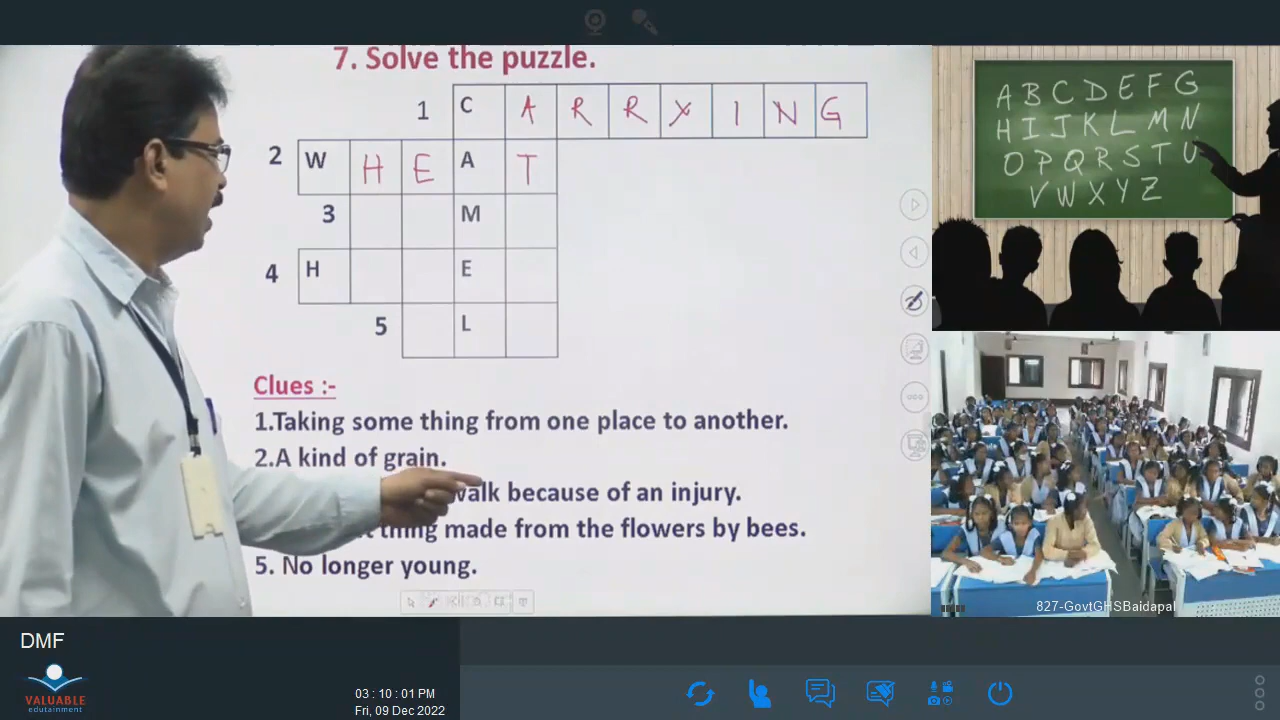 7. Solve the puzzle.
1 C A R R Y I N G
2 W H E A T
3 M
4 H E
5 L
Clues :-
1.Taking some thing from one place to another.
2.A kind of grain.
walk because of an injury.
thing made from the flowers by bees.
5. No longer young.
A B C D E F G
H I J K L M N
O P Q R S T U
V W X Y Z
827-GovtGHSBaidapal
DMF
VALUABLE
edutainment
03 : 10 : 01 PM
Fri, 09 Dec 2022